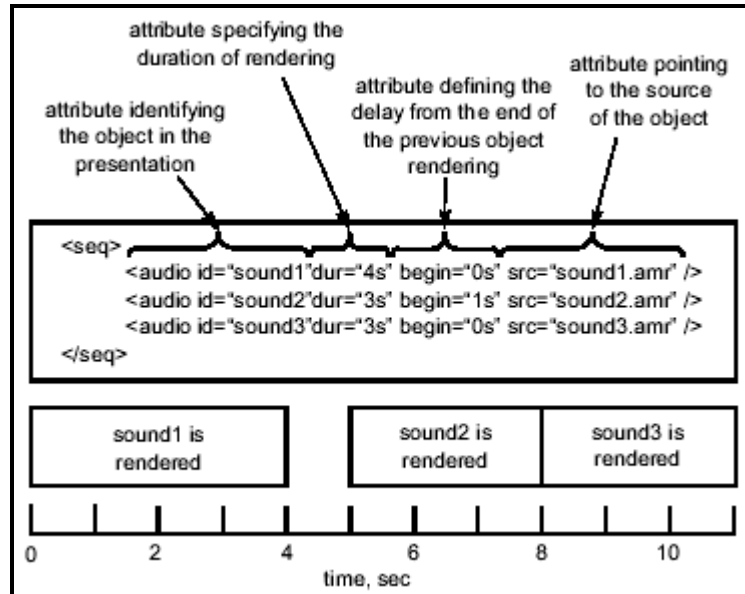 attribute specifying the
duration of rendering
attribute identifying
the object in the
presentation
attribute defining the
delay from the end of
the previous object
rendering
attribute pointing
to the source
of the object
<seq>
<audio id=“sound1”dur=“4s” begin=“0s” src=“sound1.amr” />
<audio id=“sound2”dur=“3s” begin=“1s” src=“sound2.amr” />
<audio id=“sound3”dur=“3s” begin=“0s” src=“sound3.amr” />
</seq>
sound1 is
rendered
sound2 is
rendered
sound3 is
rendered
0 2 4 6 8 10
time, sec